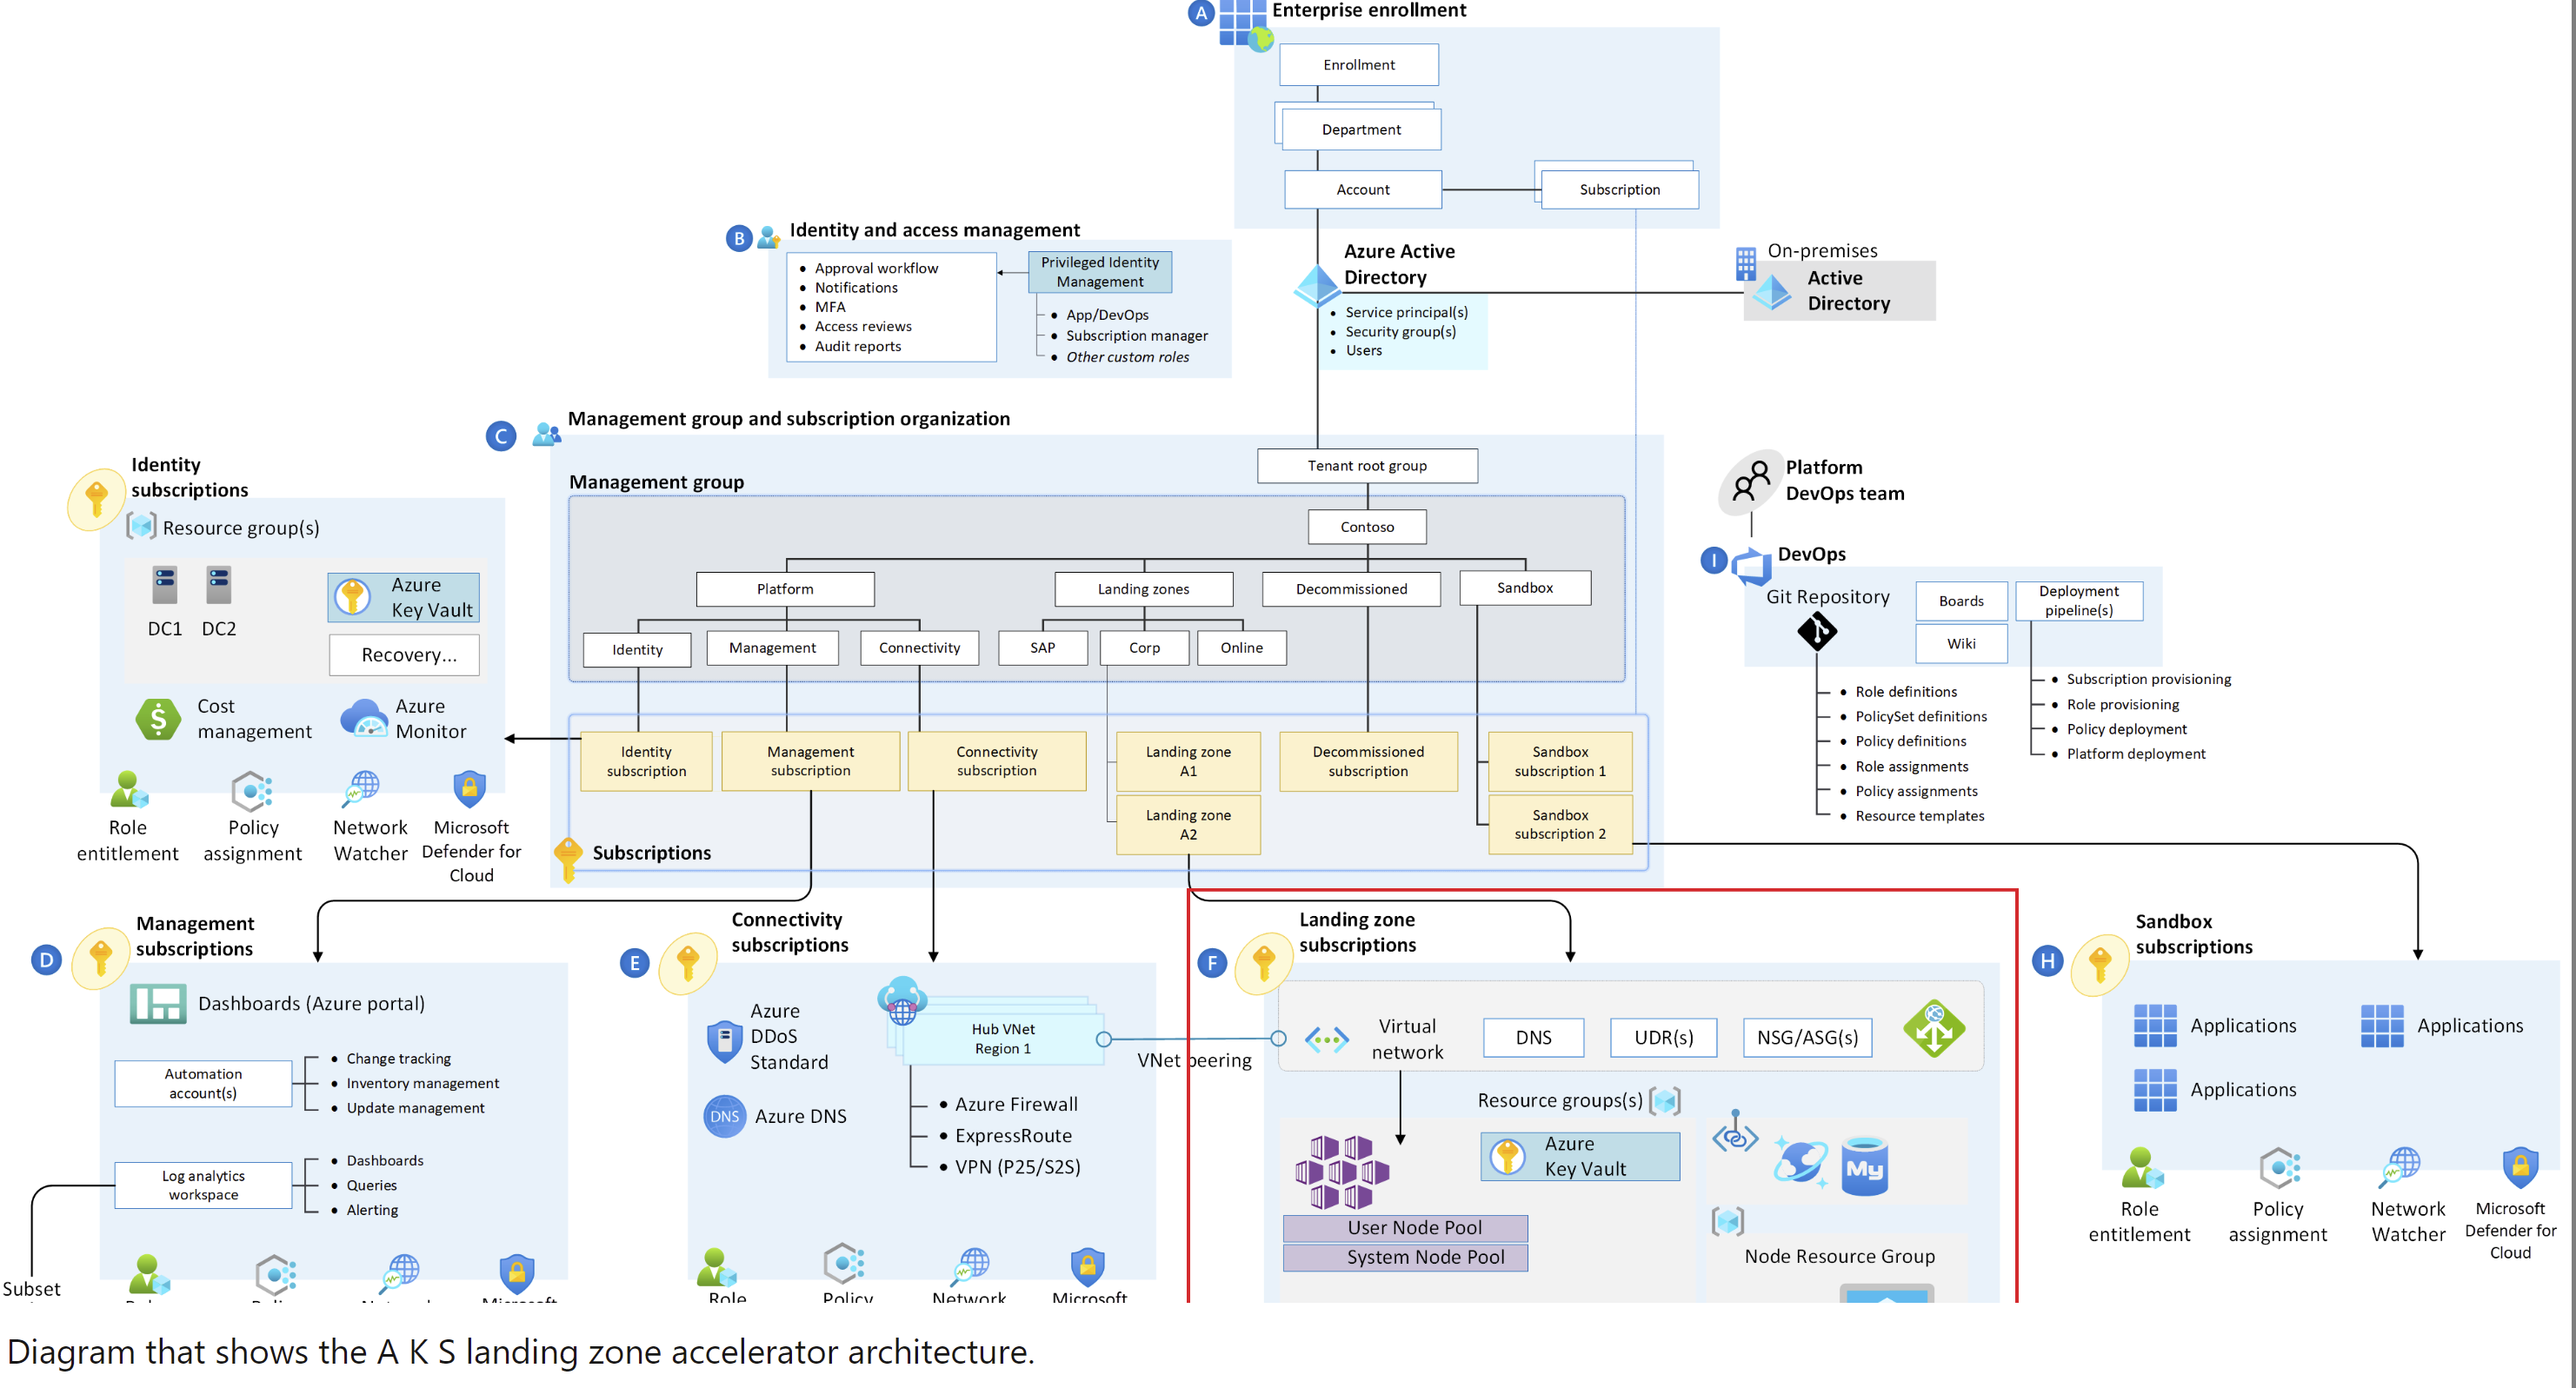 A
Enterprise enrollment
Enrollment
Department
Account
Subscription
B
Identity and access management
• Approval workflow
• Notifications
• MFA
• Access reviews
• Audit reports
Privileged Identity
Management
• App/DevOps
• Subscription manager
• Other custom roles
Azure Active
Directory
• Service principal(s)
• Security group(s)
• Users
On-premises
Active
Directory
C
Management group and subscription organization
Tenant root group
Management group
Contoso
Platform
Landing zones
Decommissioned
Sandbox
Identity
Management
Connectivity
SAP
Corp
Online
Identity
subscription
Management
subscription
Connectivity
subscription
Landing zone
A1
Landing zone
A2
Decommissioned
subscription
Sandbox
subscription 1
Sandbox
subscription 2
Subscriptions
Identity
subscriptions
Resource group(s)
DC1
DC2
Azure
Key Vault
Recovery...
Cost
management
Azure
Monitor
Role
entitlement
Policy
assignment
Network
Watcher
Microsoft
Defender for
Cloud
Platform
DevOps team
I
DevOps
Git Repository
Boards
Wiki
Deployment
pipeline(s)
• Role definitions
• PolicySet definitions
• Policy definitions
• Role assignments
• Policy assignments
• Resource templates
• Subscription provisioning
• Role provisioning
• Policy deployment
• Platform deployment
D
Management
subscriptions
Dashboards (Azure portal)
Automation
account(s)
• Change tracking
• Inventory management
• Update management
Log analytics
workspace
• Dashboards
• Queries
• Alerting
Subset
E
Connectivity
subscriptions
Azure
DDoS
Standard
DNS
Azure DNS
Hub VNet
Region 1
• Azure Firewall
• ExpressRoute
• VPN (P25/S2S)
Role
Policy
Network
Microsoft
VNet peering
F
Landing zone
subscriptions
Virtual
network
DNS
UDR(s)
NSG/ASG(s)
Resource groups(s)
Azure
Key Vault
My
User Node Pool
System Node Pool
Node Resource Group
H
Sandbox
subscriptions
Applications
Applications
Applications
Role
entitlement
Policy
assignment
Network
Watcher
Microsoft
Defender for
Cloud
Diagram that shows the A K S landing zone accelerator architecture.